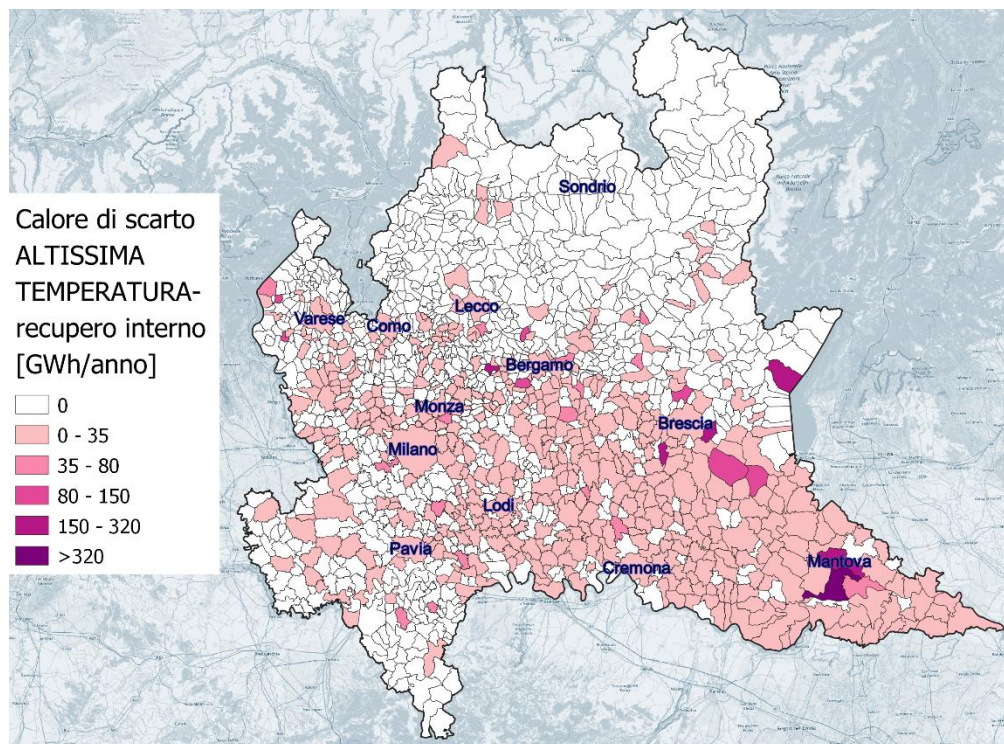 Calore di scarto
ALTISSIMA
TEMPERATURA-
recupero interno
[GWh/anno]
0
0 - 35
35 - 80
80 - 150
150 - 320
>320
Sondrio
Lecco
Varese
Como
Bergamo
Monza
Brescia
Milano
Lodi
Pavia
Mantova
Cremona